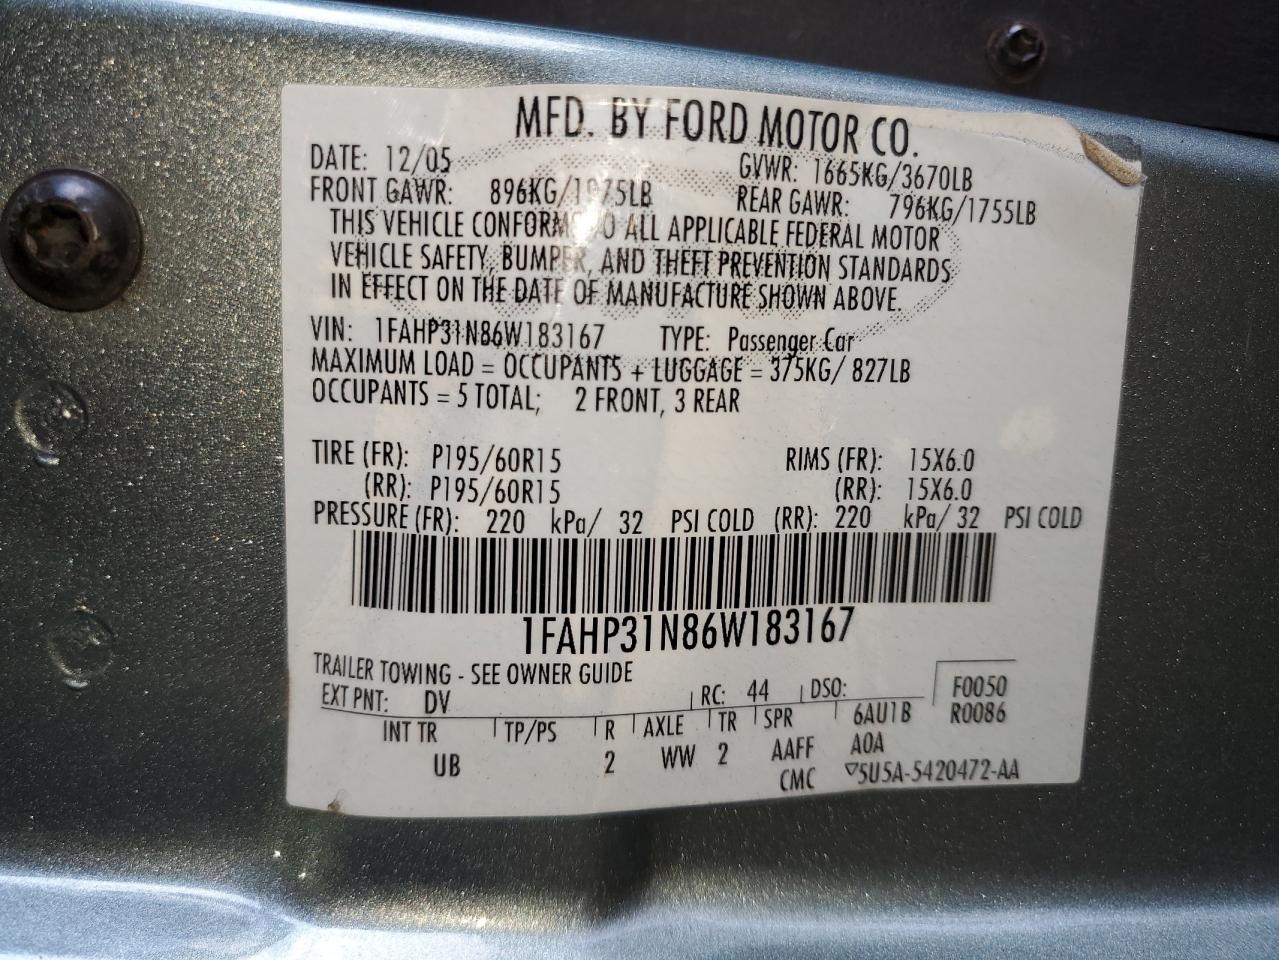 MFD. BY FORD MOTOR CO.
DATE: 12/05 GVWR: 1665KG/3670LB
FRONT GAWR: 896KG/1975LB REAR GAWR: 796KG/1755LB
THIS VEHICLE CONFORMS TO ALL APPLICABLE FEDERAL MOTOR
VEHICLE SAFETY, BUMPER, AND THEFT PREVENTION STANDARDS
IN EFFECT ON THE DATE OF MANUFACTURE SHOWN ABOVE.
VIN: 1FAHP31N86W183167 TYPE: Passenger Car
MAXIMUM LOAD = OCCUPANTS + LUGGAGE = 375KG/ 827LB
OCCUPANTS = 5 TOTAL; 2 FRONT, 3 REAR
TIRE (FR): P195/60R15 RIMS (FR): 15X6.0
(RR): P195/60R15 (RR): 15X6.0
PRESSURE (FR): 220 kPa/ 32 PSI COLD (RR): 220 kPa/ 32 PSI COLD
1FAHP31N86W183167
TRAILER TOWING - SEE OWNER GUIDE
EXT PNT: DV RC: 44 DSO: F0050
INT TR TP/PS R AXLE TR SPR 6AU1B R0086
UB 2 WW 2 AAFF A0A
CMC ▽5U5A-5420472-AA